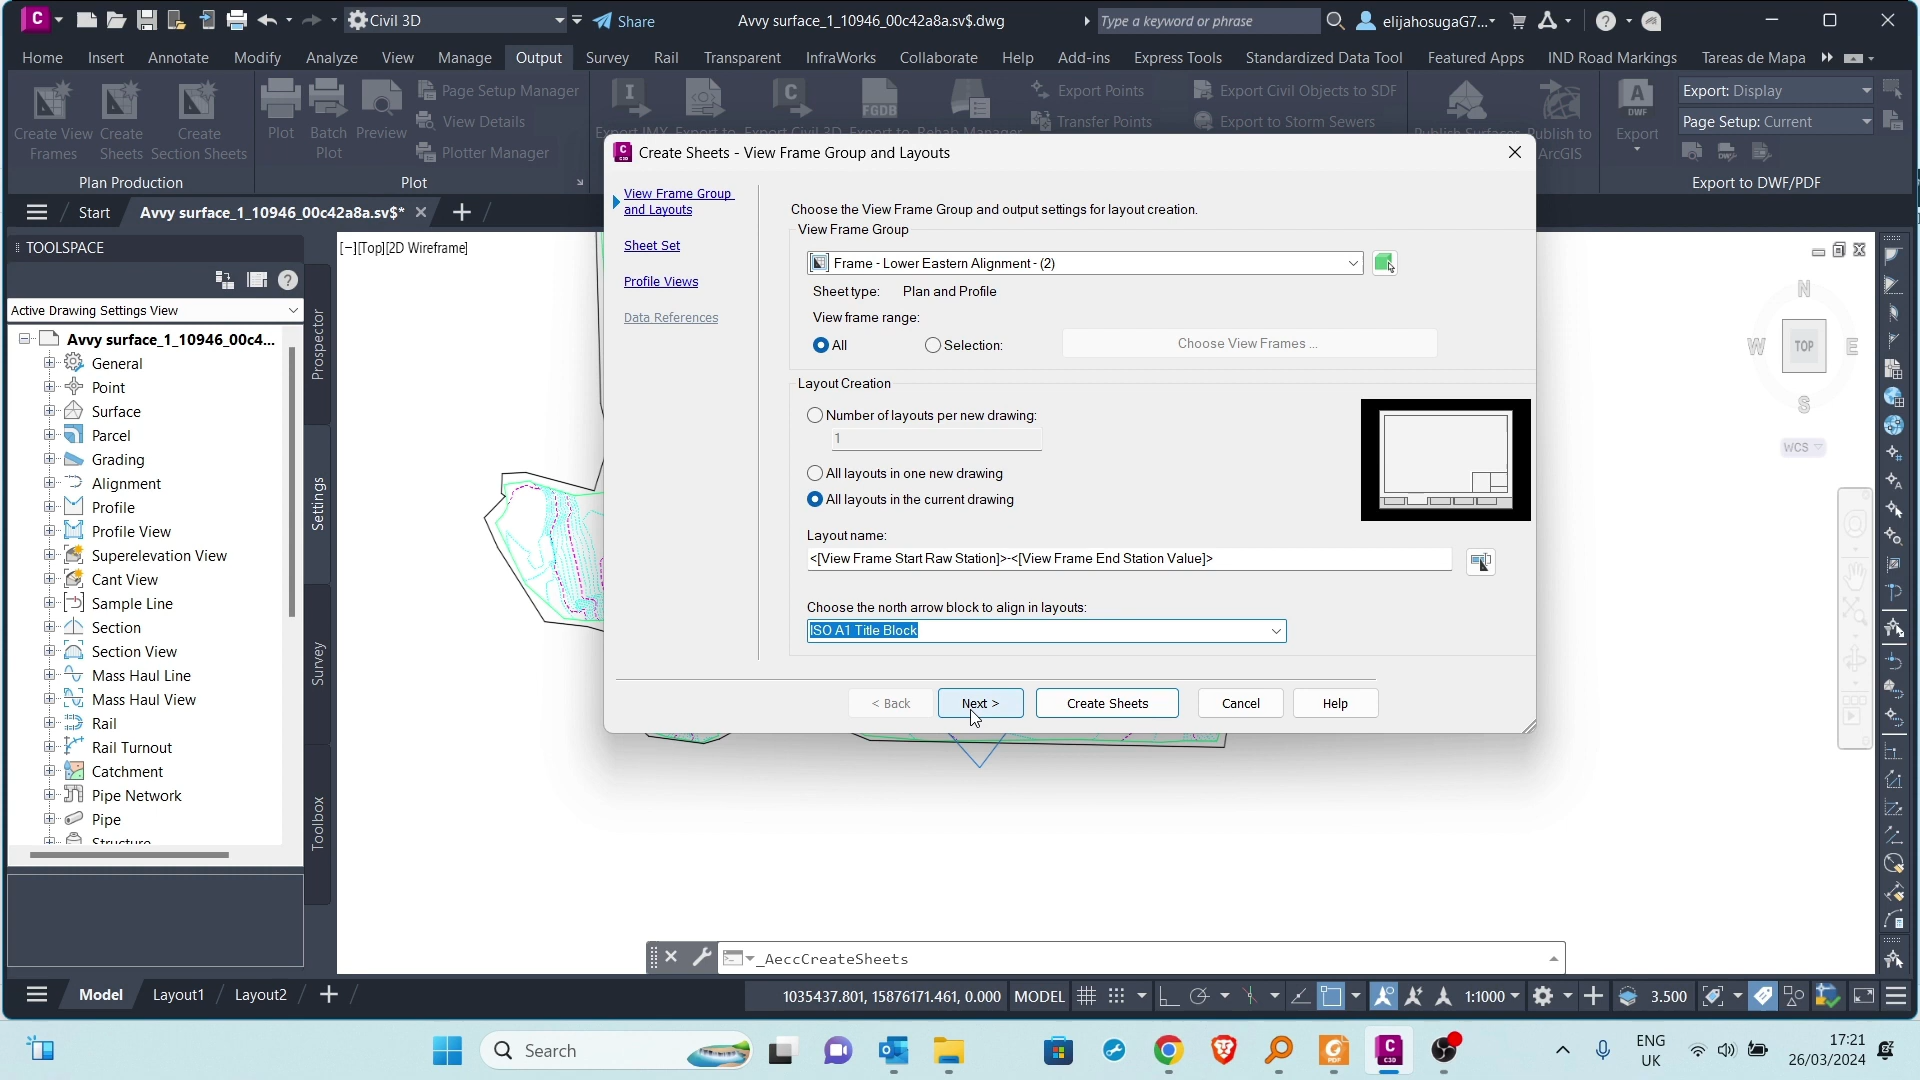 C Civil 3D Share Avvy surface_1_10946_00c42a8a.sv$.dwg Type a keyword or phrase elijahosugaG7...
Home Insert Annotate Modify Analyze View Manage Output Survey Rail Transparent InfraWorks Collaborate Help Add-ins Express Tools Standardized Data Tool Featured Apps IND Road Markings Tareas de Mapa
Create View Frames
Create Sheets
Create Section Sheets
Plan Production
Plot
Batch Plot
Preview
Page Setup Manager
View Details
Plotter Manager
Plot
Export Points
Transfer Points
Export Civil Objects to SDF
Export to Storm Sewers
Publish to ArcGIS
Export
Export: Display
Page Setup: Current
Export to DWF/PDF
Start Avvy surface_1_10946_00c42a8a.sv$*
TOOLSPACE
Active Drawing Settings View
Avvy surface_1_10946_00c4...
General
Point
Surface
Parcel
Grading
Alignment
Profile
Profile View
Superelevation View
Cant View
Sample Line
Section
Section View
Mass Haul Line
Mass Haul View
Rail
Rail Turnout
Catchment
Pipe Network
Pipe
Structure
Prospector
Settings
Survey
Toolbox
[−][Top][2D Wireframe]
Create Sheets - View Frame Group and Layouts
View Frame Group
and Layouts
Sheet Set
Profile Views
Data References
Choose the View Frame Group and output settings for layout creation.
View Frame Group
Frame - Lower Eastern Alignment - (2)
Sheet type: Plan and Profile
View frame range:
All Selection: Choose View Frames ...
Layout Creation
Number of layouts per new drawing:
1
All layouts in one new drawing
All layouts in the current drawing
Layout name:
<[View Frame Start Raw Station]>-<[View Frame End Station Value]>
Choose the north arrow block to align in layouts:
ISO A1 Title Block
< Back Next > Create Sheets Cancel Help
N
W TOP E
S
WCS
_AeccCreateSheets
Model Layout1 Layout2 1035437.801, 15876171.461, 0.000 MODEL 1:1000 3.500
Search
ENG
UK
17:21
26/03/2024